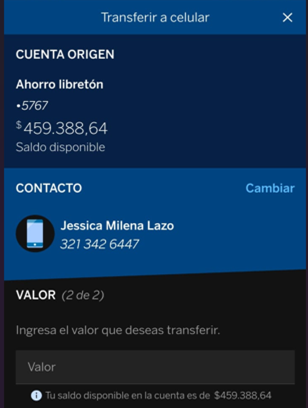 Transferir a celular
CUENTA ORIGEN
Ahorro libretón
•5767
$459.388,64
Saldo disponible
CONTACTO Cambiar
Jessica Milena Lazo
321 342 6447
VALOR (2 de 2)
Ingresa el valor que deseas transferir.
Valor
Tu saldo disponible en la cuenta es de $459.388,64